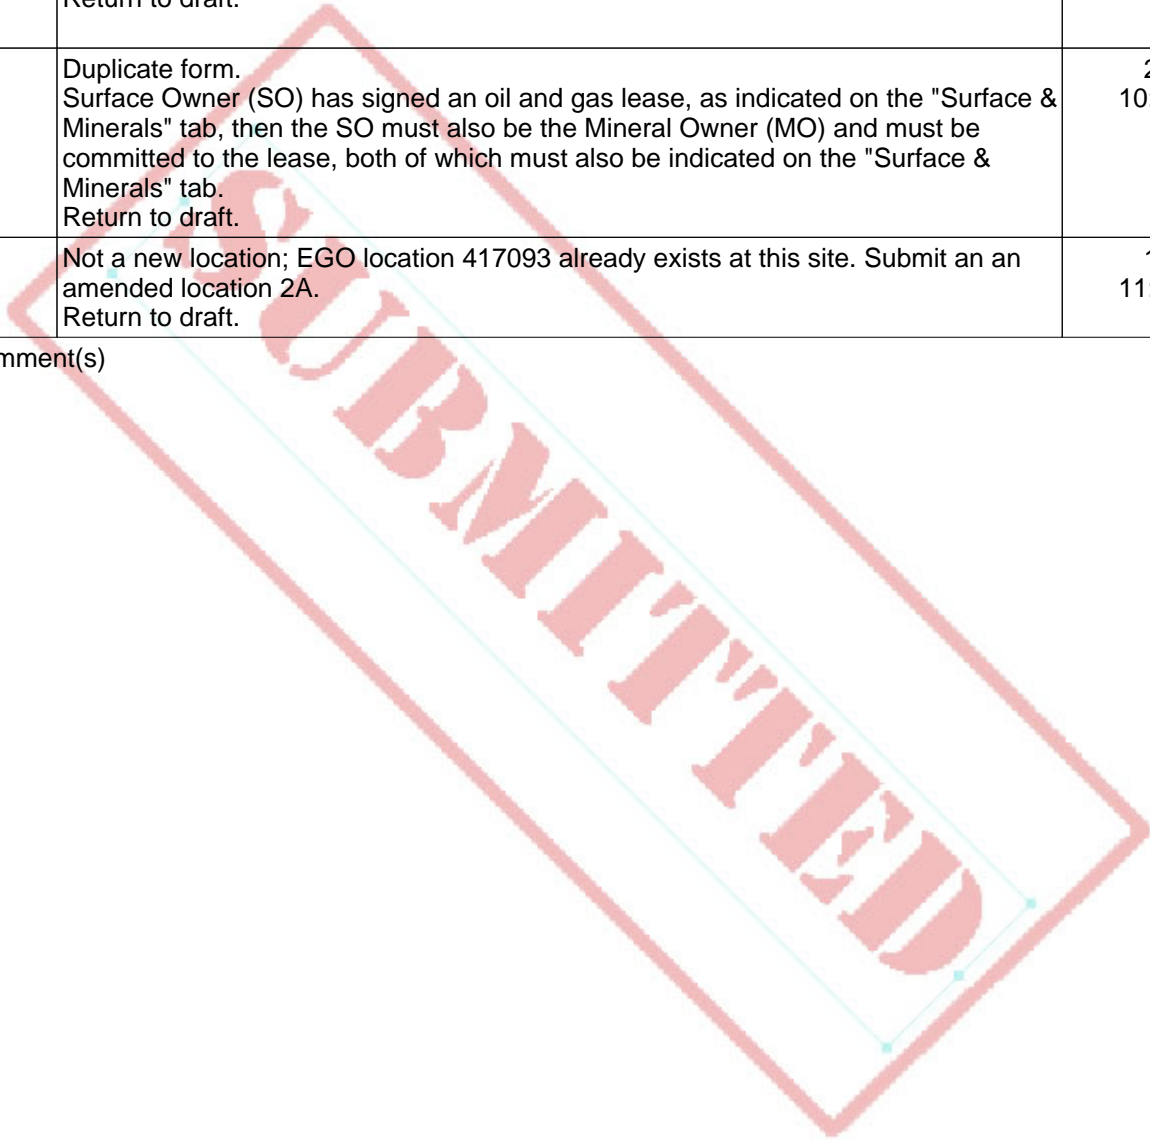 Return to draft.
Duplicate form.
Surface Owner (SO) has signed an oil and gas lease, as indicated on the "Surface &
Minerals" tab, then the SO must also be the Mineral Owner (MO) and must be
committed to the lease, both of which must also be indicated on the "Surface &
Minerals" tab.
Return to draft.
2
10:
Not a new location; EGO location 417093 already exists at this site. Submit an an
amended location 2A.
Return to draft.
1
11:
mment(s)
SUBMITTED